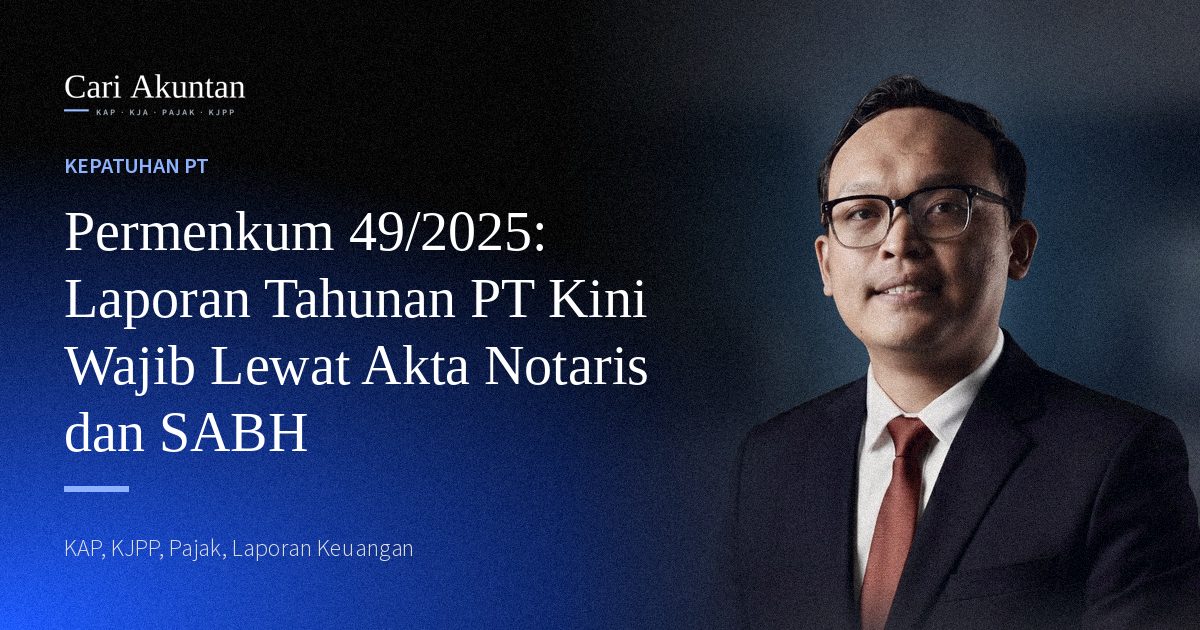 Cari Akuntan
KAP · KJA · PAJAK · KJPP
KEPATUHAN PT
Permenkum 49/2025:
Laporan Tahunan PT Kini
Wajib Lewat Akta Notaris
dan SABH
KAP, KJPP, Pajak, Laporan Keuangan